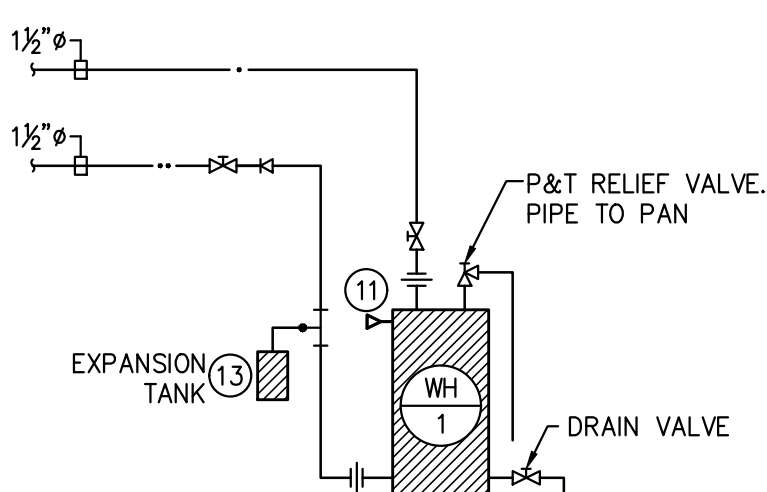 1½"ø
1½"ø
P&T RELIEF VALVE.
PIPE TO PAN
11
EXPANSION
TANK
13
WH
1
DRAIN VALVE